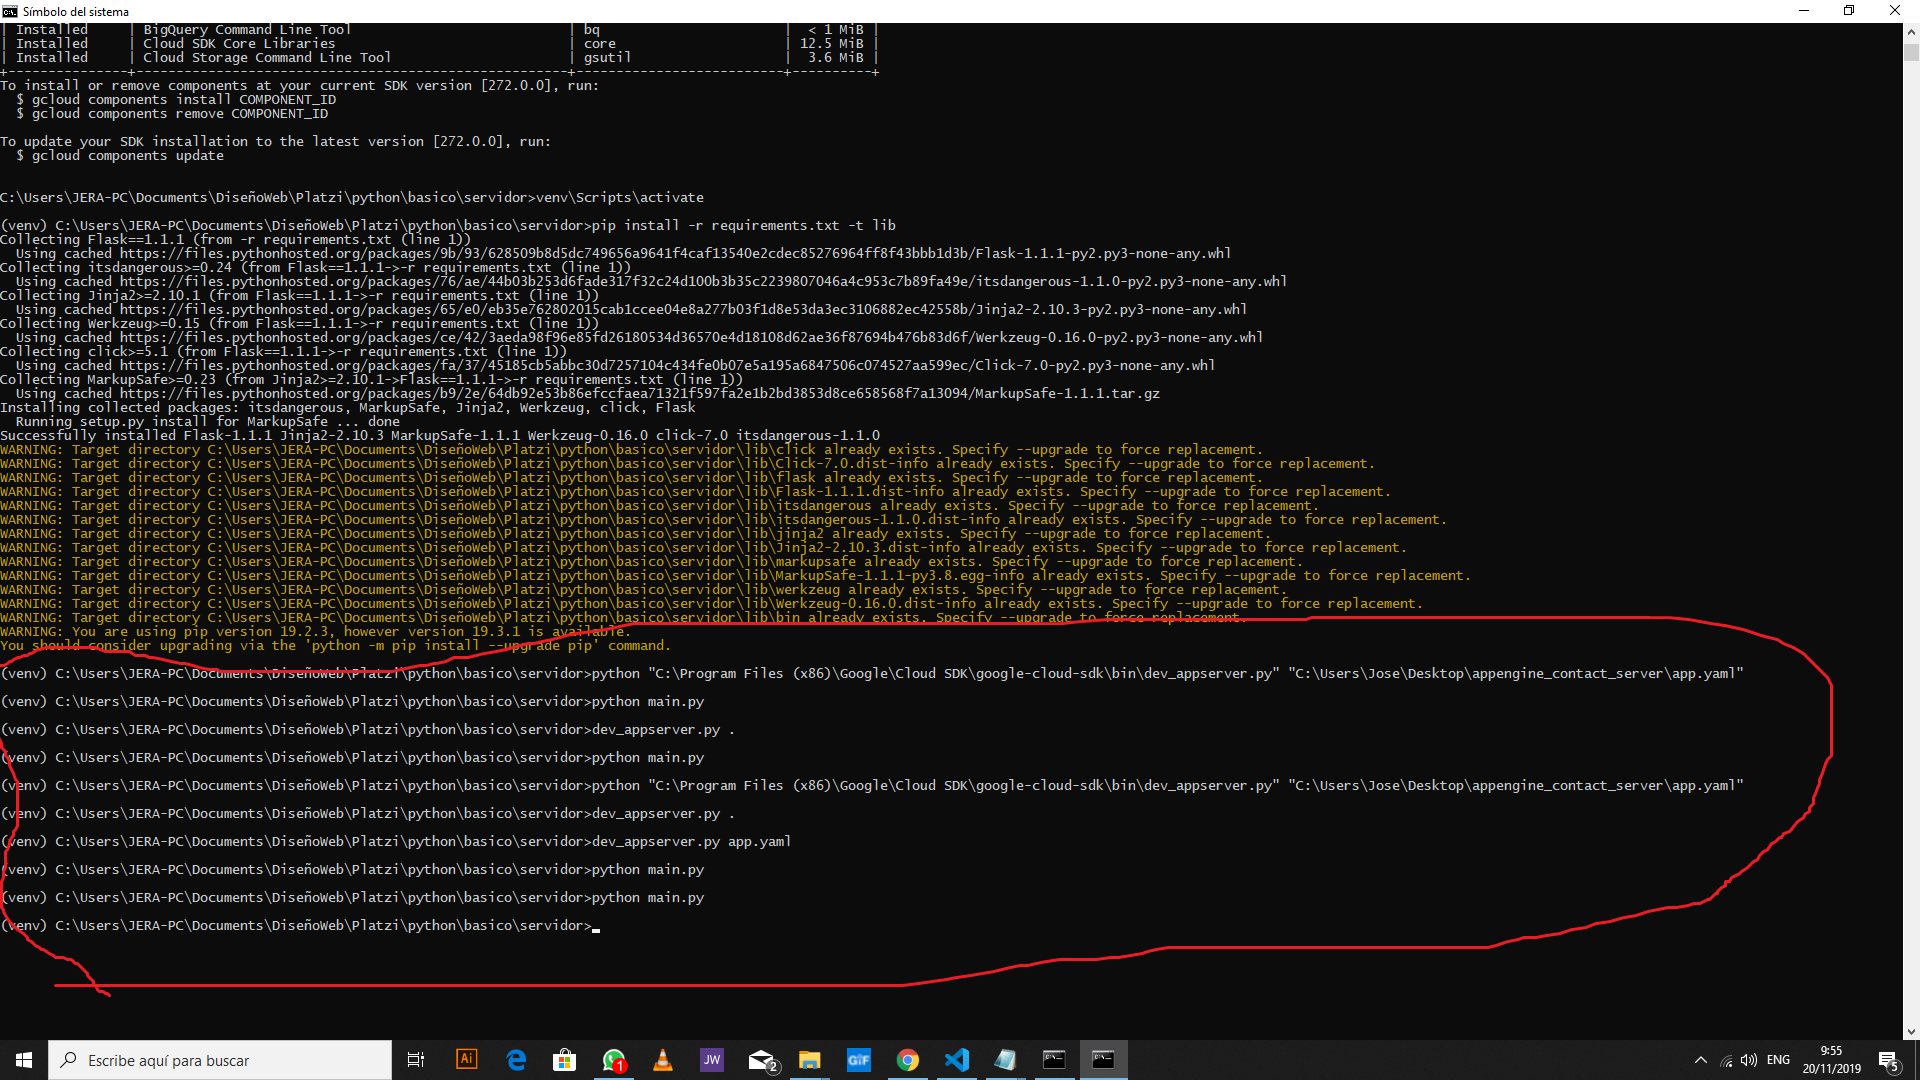 Símbolo del sistema
| Installed | BigQuery Command Line Tool | bq | < 1 MiB |
| Installed | Cloud SDK Core Libraries | core | 12.5 MiB |
| Installed | Cloud Storage Command Line Tool | gsutil | 3.6 MiB |
To install or remove components at your current SDK version [272.0.0], run:
$ gcloud components install COMPONENT_ID
$ gcloud components remove COMPONENT_ID
To update your SDK installation to the latest version [272.0.0], run:
$ gcloud components update
C:\Users\JERA-PC\Documents\DiseñoWeb\Platzi\python\basico\servidor>venv\Scripts\activate
(venv) C:\Users\JERA-PC\Documents\DiseñoWeb\Platzi\python\basico\servidor>pip install -r requirements.txt -t lib
Collecting Flask==1.1.1 (from -r requirements.txt (line 1))
Using cached https://files.pythonhosted.org/packages/9b/93/628509b8d5dc749656a9641f4caf13540e2cdec85276964ff8f43bbb1d3b/Flask-1.1.1-py2.py3-none-any.whl
Collecting itsdangerous>=0.24 (from Flask==1.1.1->-r requirements.txt (line 1))
Using cached https://files.pythonhosted.org/packages/76/ae/44b03b253d6fade317f32c24d100b3b35c2239807046a4c953c7b89fa49e/itsdangerous-1.1.0-py2.py3-none-any.whl
Collecting Jinja2>=2.10.1 (from Flask==1.1.1->-r requirements.txt (line 1))
Using cached https://files.pythonhosted.org/packages/65/e0/eb35e762802015cab1ccee04e8a277b03f1d8e53da3ec3106882ec42558b/Jinja2-2.10.3-py2.py3-none-any.whl
Collecting Werkzeug>=0.15 (from Flask==1.1.1->-r requirements.txt (line 1))
Using cached https://files.pythonhosted.org/packages/ce/42/3aeda98f96e85fd26180534d36570e4d18108d62ae36f87694b476b83d6f/Werkzeug-0.16.0-py2.py3-none-any.whl
Collecting click>=5.1 (from Flask==1.1.1->-r requirements.txt (line 1))
Using cached https://files.pythonhosted.org/packages/fa/37/45185cb5abbc30d7257104c434fe0b07e5a195a6847506c074527aa599ec/Click-7.0-py2.py3-none-any.whl
Collecting MarkupSafe>=0.23 (from Jinja2>=2.10.1->Flask==1.1.1->-r requirements.txt (line 1))
Using cached https://files.pythonhosted.org/packages/b9/2e/64db92e53b86efccfaea71321f597fa2e1b2bd3853d8ce658568f7a13094/MarkupSafe-1.1.1.tar.gz
Installing collected packages: itsdangerous, MarkupSafe, Jinja2, Werkzeug, click, Flask
Running setup.py install for MarkupSafe ... done
Successfully installed Flask-1.1.1 Jinja2-2.10.3 MarkupSafe-1.1.1 Werkzeug-0.16.0 click-7.0 itsdangerous-1.1.0
WARNING: Target directory C:\Users\JERA-PC\Documents\DiseñoWeb\Platzi\python\basico\servidor\lib\click already exists. Specify --upgrade to force replacement.
WARNING: Target directory C:\Users\JERA-PC\Documents\DiseñoWeb\Platzi\python\basico\servidor\lib\Click-7.0.dist-info already exists. Specify --upgrade to force replacement.
WARNING: Target directory C:\Users\JERA-PC\Documents\DiseñoWeb\Platzi\python\basico\servidor\lib\flask already exists. Specify --upgrade to force replacement.
WARNING: Target directory C:\Users\JERA-PC\Documents\DiseñoWeb\Platzi\python\basico\servidor\lib\Flask-1.1.1.dist-info already exists. Specify --upgrade to force replacement.
WARNING: Target directory C:\Users\JERA-PC\Documents\DiseñoWeb\Platzi\python\basico\servidor\lib\itsdangerous already exists. Specify --upgrade to force replacement.
WARNING: Target directory C:\Users\JERA-PC\Documents\DiseñoWeb\Platzi\python\basico\servidor\lib\itsdangerous-1.1.0.dist-info already exists. Specify --upgrade to force replacement.
WARNING: Target directory C:\Users\JERA-PC\Documents\DiseñoWeb\Platzi\python\basico\servidor\lib\jinja2 already exists. Specify --upgrade to force replacement.
WARNING: Target directory C:\Users\JERA-PC\Documents\DiseñoWeb\Platzi\python\basico\servidor\lib\Jinja2-2.10.3.dist-info already exists. Specify --upgrade to force replacement.
WARNING: Target directory C:\Users\JERA-PC\Documents\DiseñoWeb\Platzi\python\basico\servidor\lib\markupsafe already exists. Specify --upgrade to force replacement.
WARNING: Target directory C:\Users\JERA-PC\Documents\DiseñoWeb\Platzi\python\basico\servidor\lib\MarkupSafe-1.1.1-py3.8.egg-info already exists. Specify --upgrade to force replacement.
WARNING: Target directory C:\Users\JERA-PC\Documents\DiseñoWeb\Platzi\python\basico\servidor\lib\werkzeug already exists. Specify --upgrade to force replacement.
WARNING: Target directory C:\Users\JERA-PC\Documents\DiseñoWeb\Platzi\python\basico\servidor\lib\Werkzeug-0.16.0.dist-info already exists. Specify --upgrade to force replacement.
WARNING: Target directory C:\Users\JERA-PC\Documents\DiseñoWeb\Platzi\python\basico\servidor\lib\bin already exists. Specify --upgrade to force replacement.
WARNING: You are using pip version 19.2.3, however version 19.3.1 is available.
You should consider upgrading via the 'python -m pip install --upgrade pip' command.
(venv) C:\Users\JERA-PC\Documents\DiseñoWeb\Platzi\python\basico\servidor>python "C:\Program Files (x86)\Google\Cloud SDK\google-cloud-sdk\bin\dev_appserver.py" "C:\Users\Jose\Desktop\appengine_contact_server\app.yaml"
(venv) C:\Users\JERA-PC\Documents\DiseñoWeb\Platzi\python\basico\servidor>python main.py
(venv) C:\Users\JERA-PC\Documents\DiseñoWeb\Platzi\python\basico\servidor>dev_appserver.py .
(venv) C:\Users\JERA-PC\Documents\DiseñoWeb\Platzi\python\basico\servidor>python main.py
(venv) C:\Users\JERA-PC\Documents\DiseñoWeb\Platzi\python\basico\servidor>python "C:\Program Files (x86)\Google\Cloud SDK\google-cloud-sdk\bin\dev_appserver.py" "C:\Users\Jose\Desktop\appengine_contact_server\app.yaml"
(venv) C:\Users\JERA-PC\Documents\DiseñoWeb\Platzi\python\basico\servidor>dev_appserver.py .
(venv) C:\Users\JERA-PC\Documents\DiseñoWeb\Platzi\python\basico\servidor>dev_appserver.py app.yaml
(venv) C:\Users\JERA-PC\Documents\DiseñoWeb\Platzi\python\basico\servidor>python main.py
(venv) C:\Users\JERA-PC\Documents\DiseñoWeb\Platzi\python\basico\servidor>python main.py
(venv) C:\Users\JERA-PC\Documents\DiseñoWeb\Platzi\python\basico\servidor>
Escribe aquí para buscar
Ai
1
JW
2
GIF
ENG
9:55
20/11/2019
5